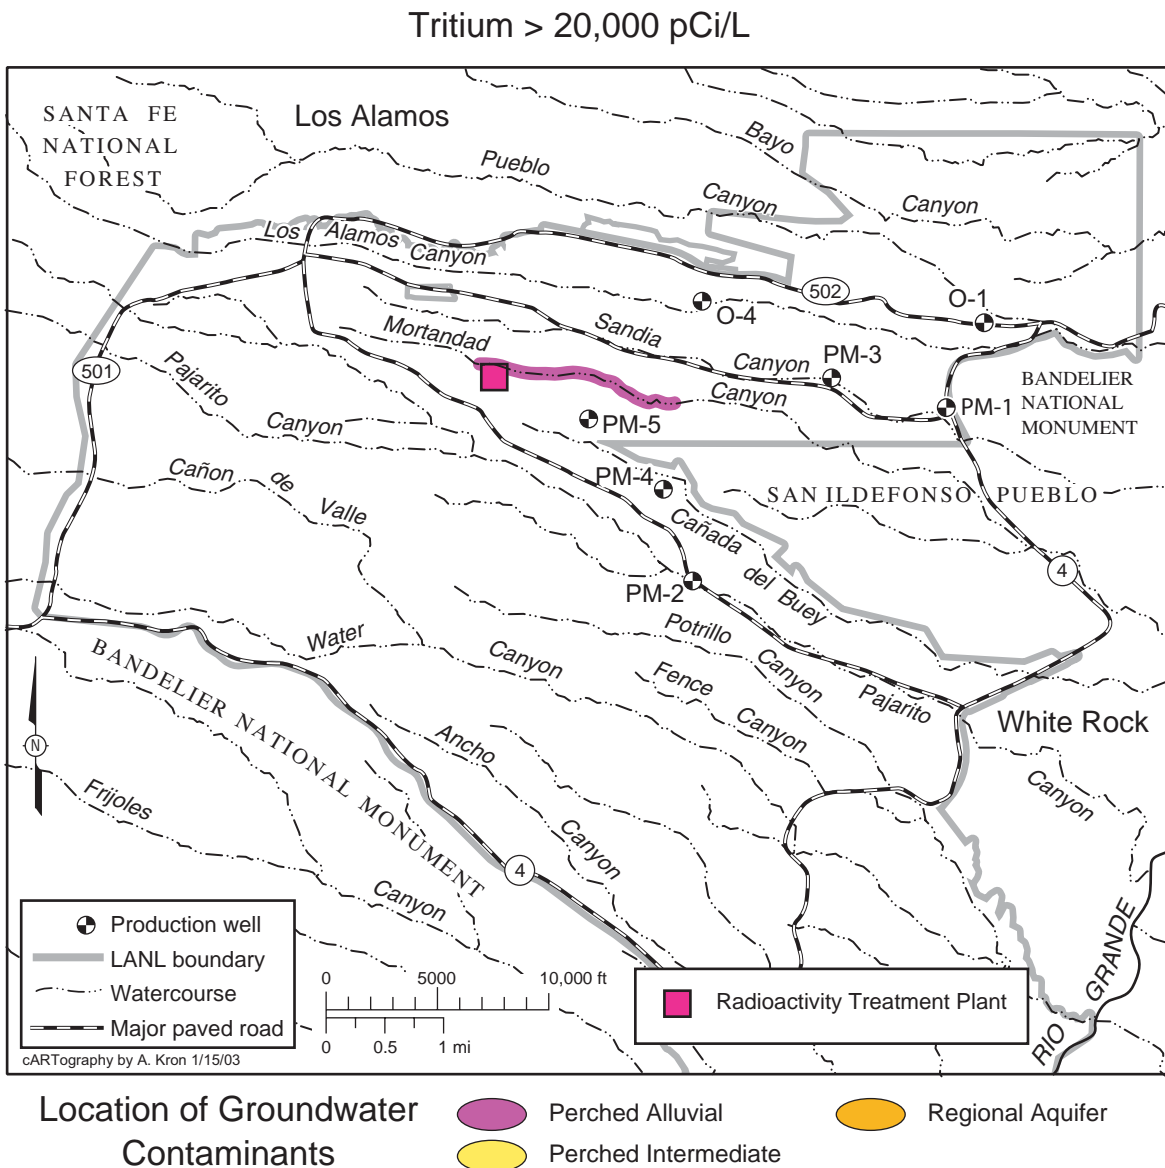 Tritium > 20,000 pCi/L
SANTA FE
NATIONAL
FOREST
Los Alamos
Bayo
Pueblo
Canyon
Canyon
Los Alamos Canyon
502
O-1
O-4
Sandia
Mortandad
Canyon
PM-3
501
Pajarito
Canyon
PM-1
BANDELIER
NATIONAL
MONUMENT
PM-5
Canyon
Cañon de Valle
PM-4
SAN ILDEFONSO PUEBLO
Cañada del Buey
4
PM-2
Water
Canyon
Potrillo
Canyon
BANDELIER NATIONAL MONUMENT
Fence
Canyon
Pajarito
White Rock
N
Ancho
Canyon
Canyon
Frijoles
Canyon
4
RIO GRANDE
Production well
LANL boundary
Watercourse
Major paved road
cARTography by A. Kron 1/15/03
0 5000 10,000 ft
0 0.5 1 mi
Radioactivity Treatment Plant
Location of Groundwater
Contaminants
Perched Alluvial
Regional Aquifer
Perched Intermediate